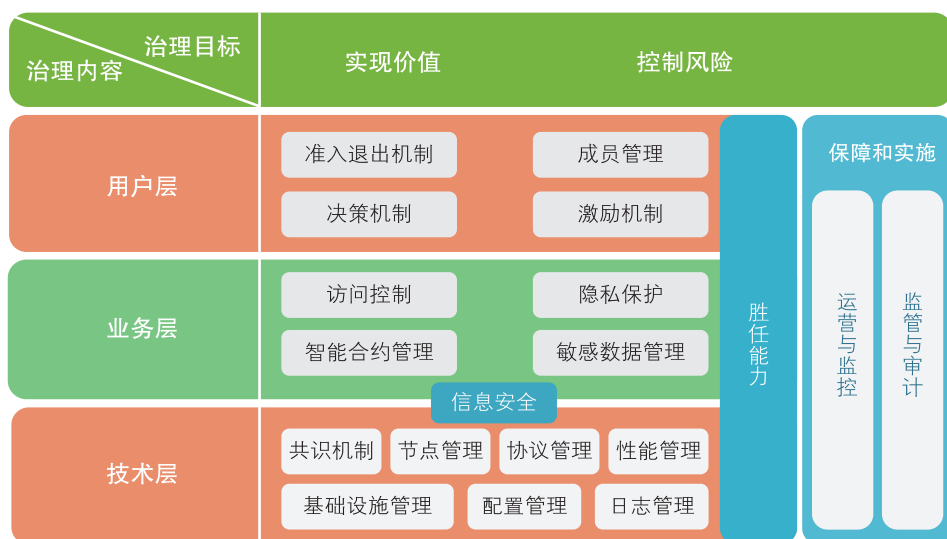 治理目标
治理内容
实现价值
控制风险
用户层
准入退出机制
成员管理
决策机制
激励机制
业务层
访问控制
隐私保护
智能合约管理
敏感数据管理
信息安全
技术层
共识机制
节点管理
协议管理
性能管理
基础设施管理
配置管理
日志管理
胜任能力
保障和实施
运营与监控
监管与审计